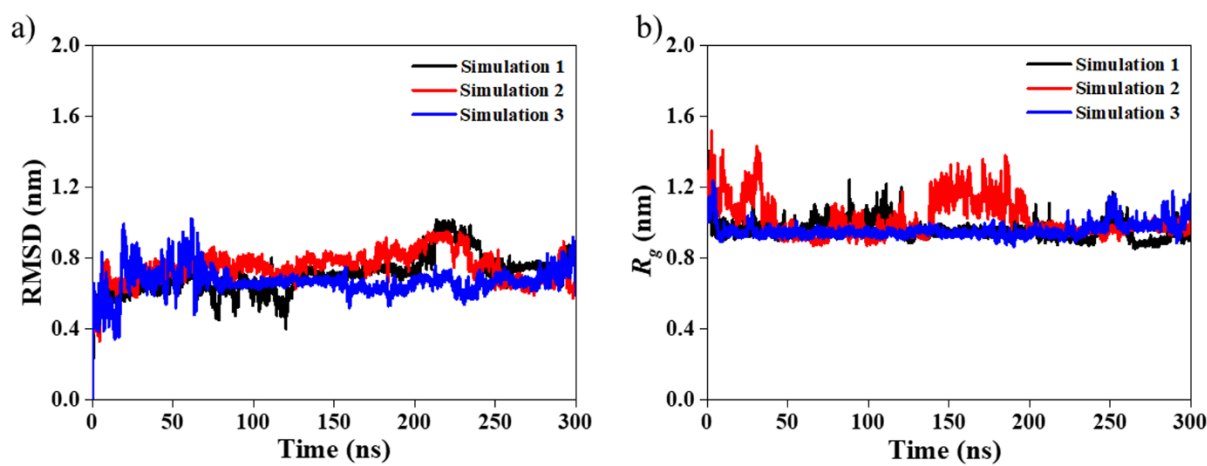 a)
2.0
1.6
1.2
0.8
0.4
0.0
RMSD (nm)
Simulation 1
Simulation 2
Simulation 3
0 50 100 150 200 250 300
Time (ns)
b)
2.0
1.6
1.2
0.8
0.4
0.0
Rg (nm)
Simulation 1
Simulation 2
Simulation 3
0 50 100 150 200 250 300
Time (ns)